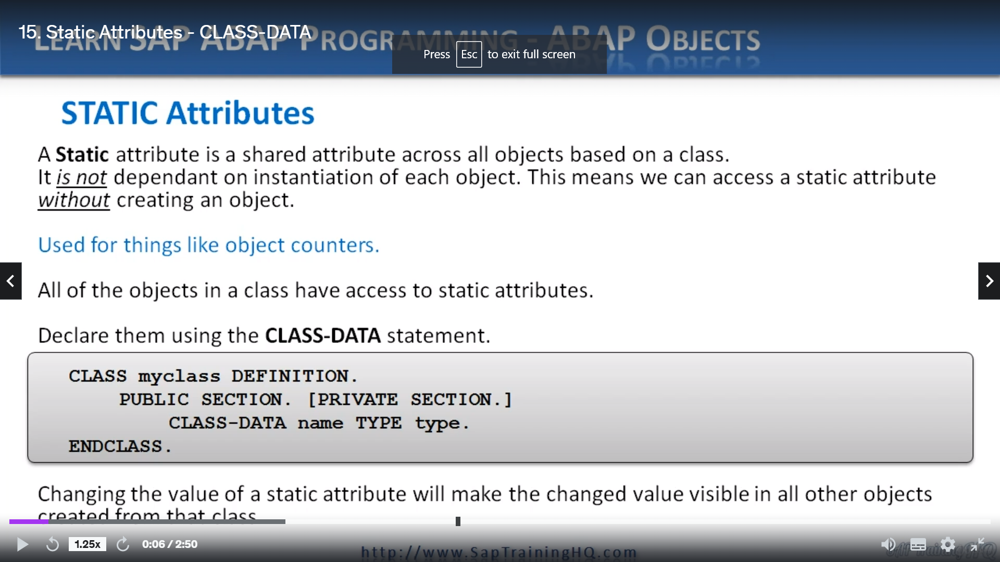 15. Static Attributes - CLASS-DATA
LEARN SAP ABAP PROGRAMMING - ABAP OBJECTS
Press Esc to exit full screen
STATIC Attributes
A Static attribute is a shared attribute across all objects based on a class.
It is not dependant on instantiation of each object. This means we can access a static attribute
without creating an object.
Used for things like object counters.
All of the objects in a class have access to static attributes.
Declare them using the CLASS-DATA statement.
CLASS myclass DEFINITION.
PUBLIC SECTION. [PRIVATE SECTION.]
CLASS-DATA name TYPE type.
ENDCLASS.
Changing the value of a static attribute will make the changed value visible in all other objects
created from that class
1.25x 0:06 / 2:50
http://www.SapTrainingHQ.com